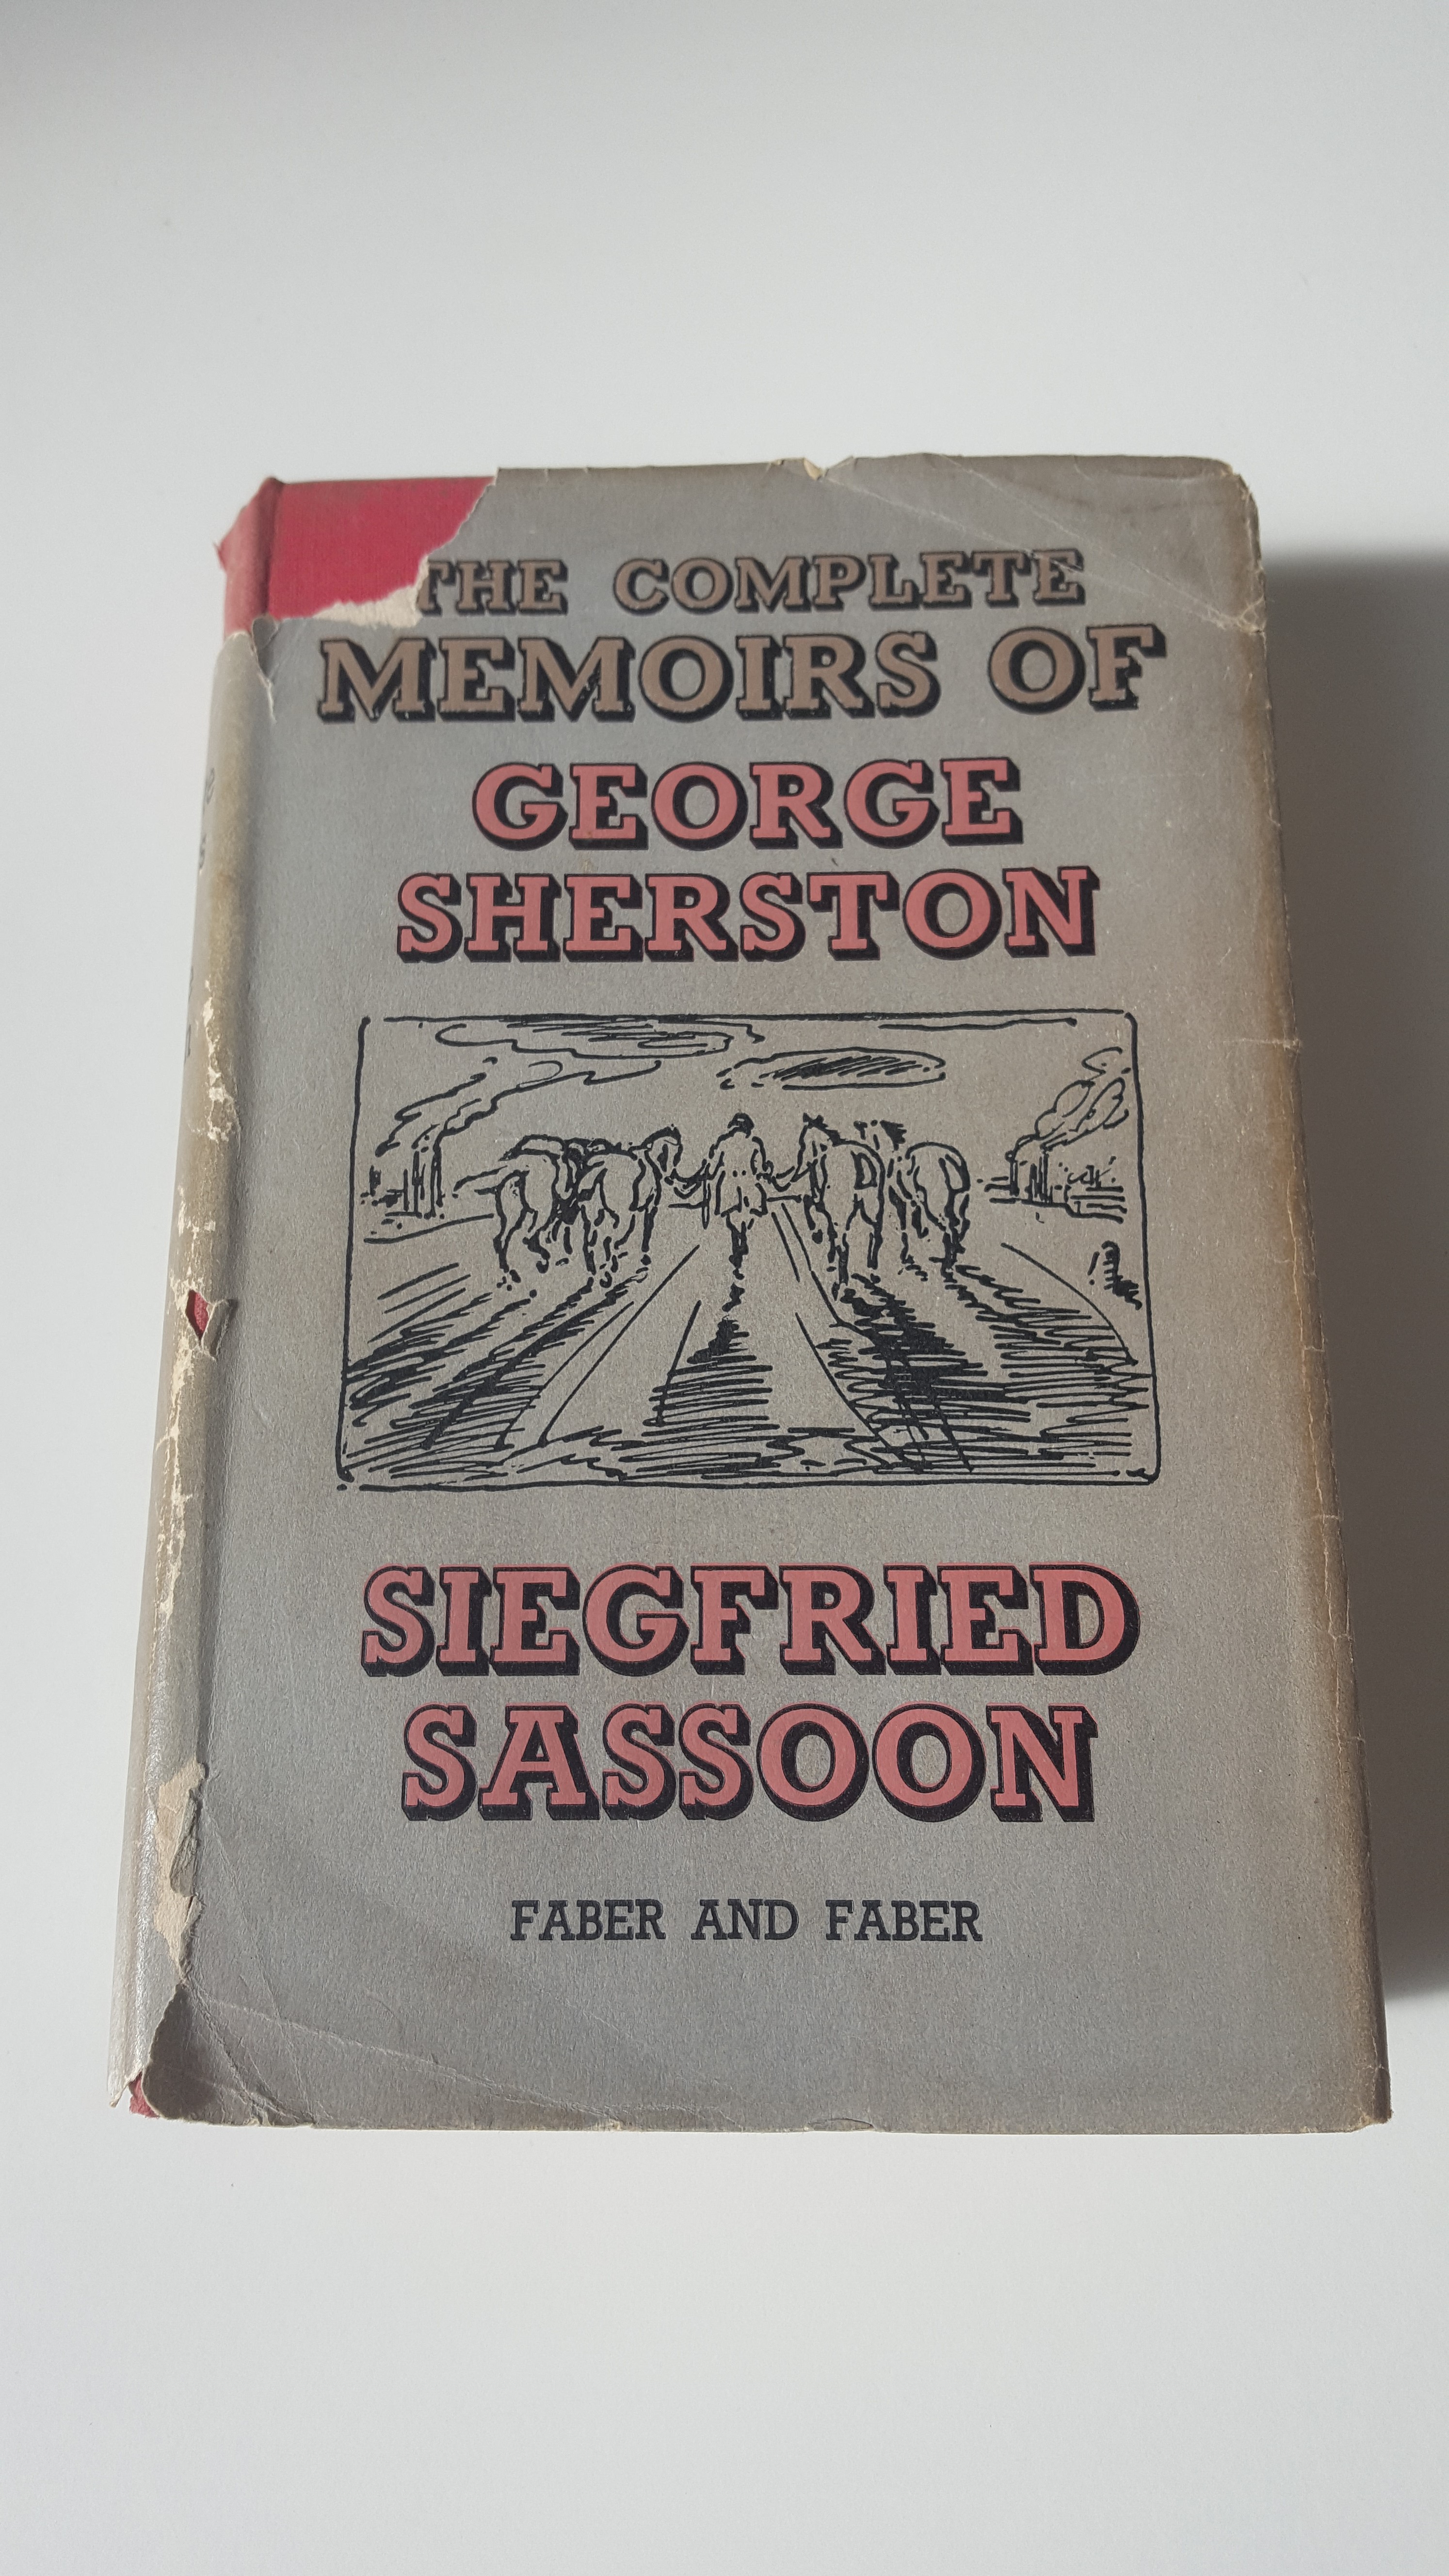 THE COMPLETE
MEMOIRS OF
GEORGE
SHERSTON
SIEGFRIED
SASSOON
FABER AND FABER